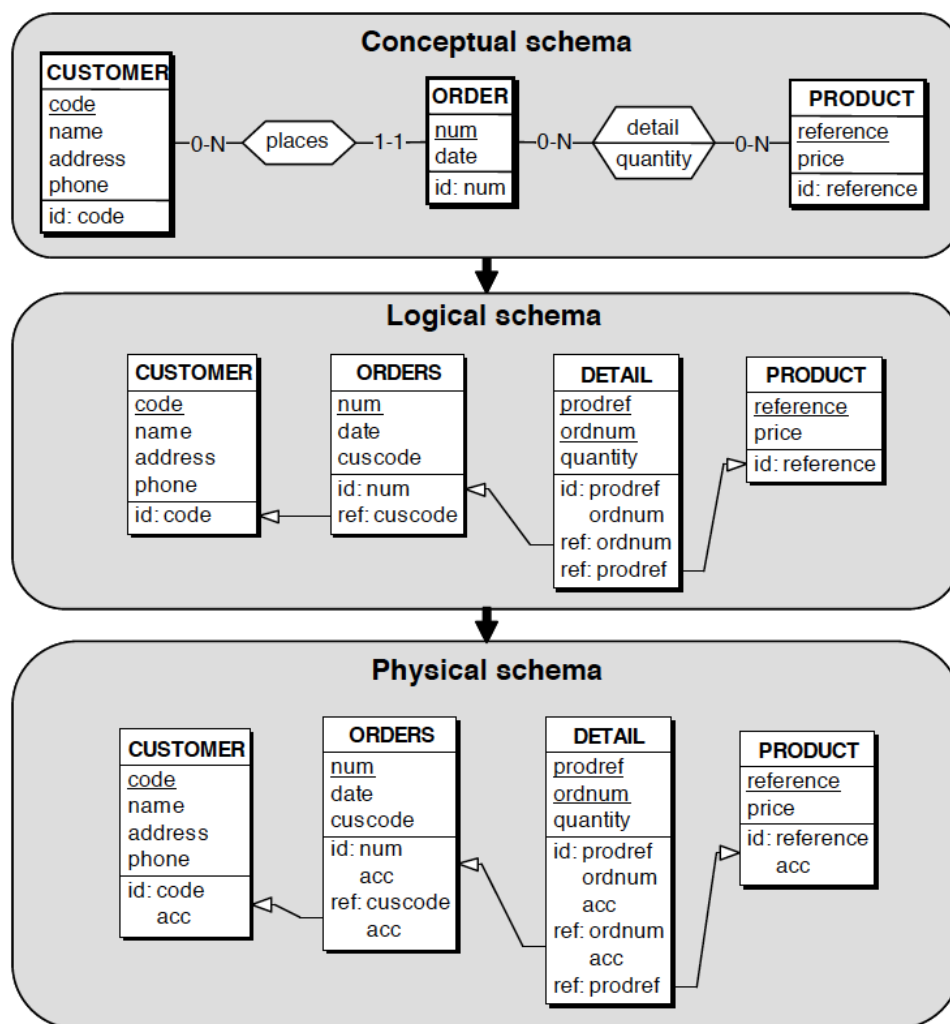 Conceptual schema
CUSTOMER
code
name
address
phone
id: code
0-N
places
1-1
ORDER
num
date
id: num
0-N
detail
quantity
0-N
PRODUCT
reference
price
id: reference
Logical schema
CUSTOMER
code
name
address
phone
id: code
ORDERS
num
date
cuscode
id: num
ref: cuscode
DETAIL
prodref
ordnum
quantity
id: prodref
ordnum
ref: ordnum
ref: prodref
PRODUCT
reference
price
id: reference
Physical schema
CUSTOMER
code
name
address
phone
id: code
acc
ORDERS
num
date
cuscode
id: num
acc
ref: cuscode
acc
DETAIL
prodref
ordnum
quantity
id: prodref
ordnum
acc
ref: ordnum
acc
ref: prodref
PRODUCT
reference
price
id: reference
acc